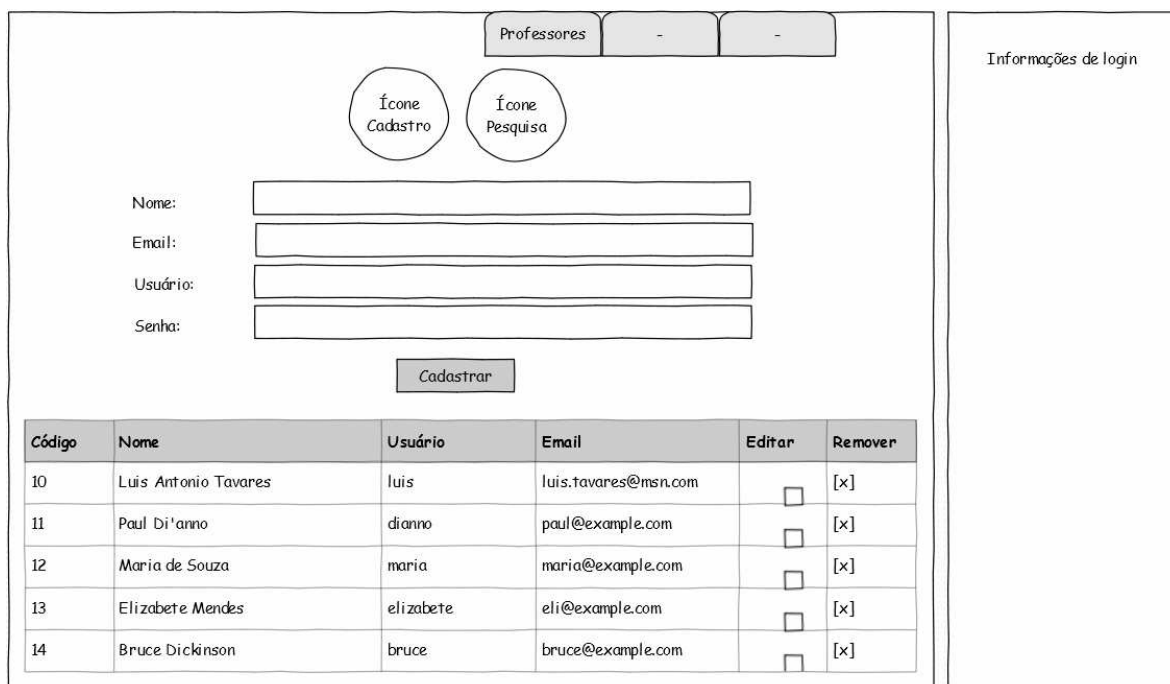 Professores - -
Informações de login
Ícone
Cadastro
Ícone
Pesquisa
Nome:
Email:
Usuário:
Senha:
Cadastrar
Código Nome Usuário Email Editar Remover
10 Luis Antonio Tavares luis luis.tavares@msn.com [x]
11 Paul Di'anno dianno paul@example.com [x]
12 Maria de Souza maria maria@example.com [x]
13 Elizabete Mendes elizabete eli@example.com [x]
14 Bruce Dickinson bruce bruce@example.com [x]